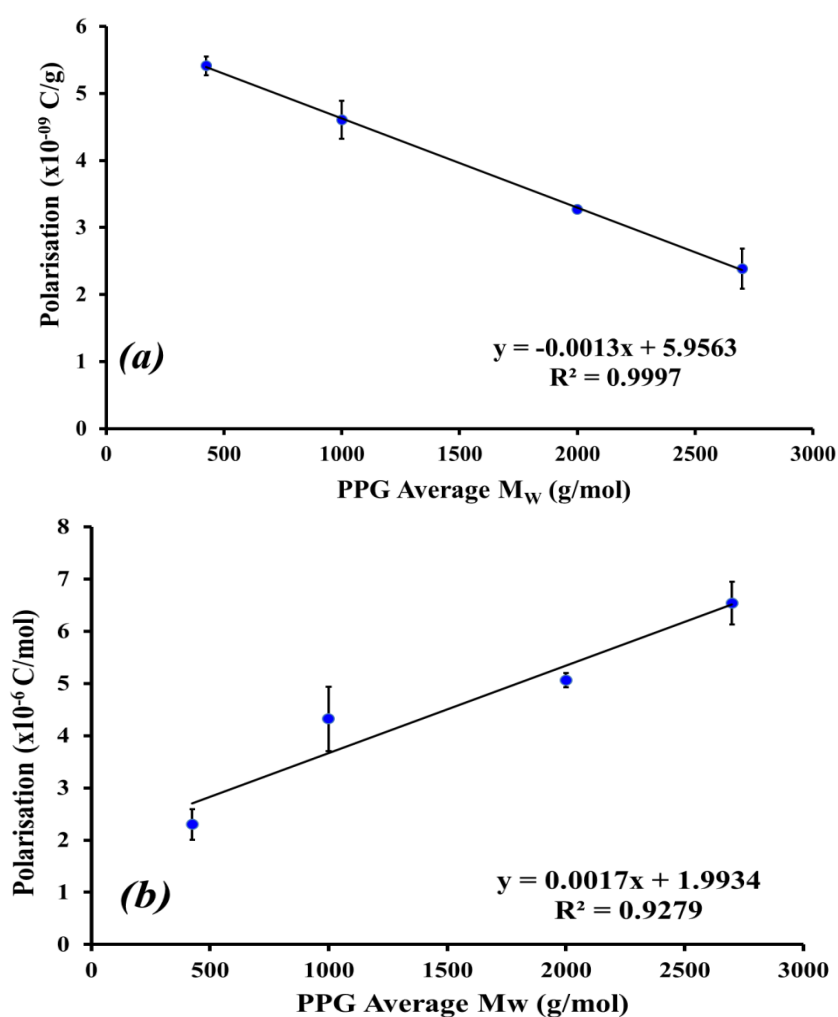 6
5
4
3
2
1
0
Polarisation (x10⁻⁰⁹ C/g)
(a)
y = -0.0013x + 5.9563
R² = 0.9997
0 500 1000 1500 2000 2500 3000
PPG Average M_W (g/mol)
8
7
6
5
4
3
2
1
0
Polarisation (x10⁻⁶ C/mol)
(b)
y = 0.0017x + 1.9934
R² = 0.9279
0 500 1000 1500 2000 2500 3000
PPG Average Mw (g/mol)